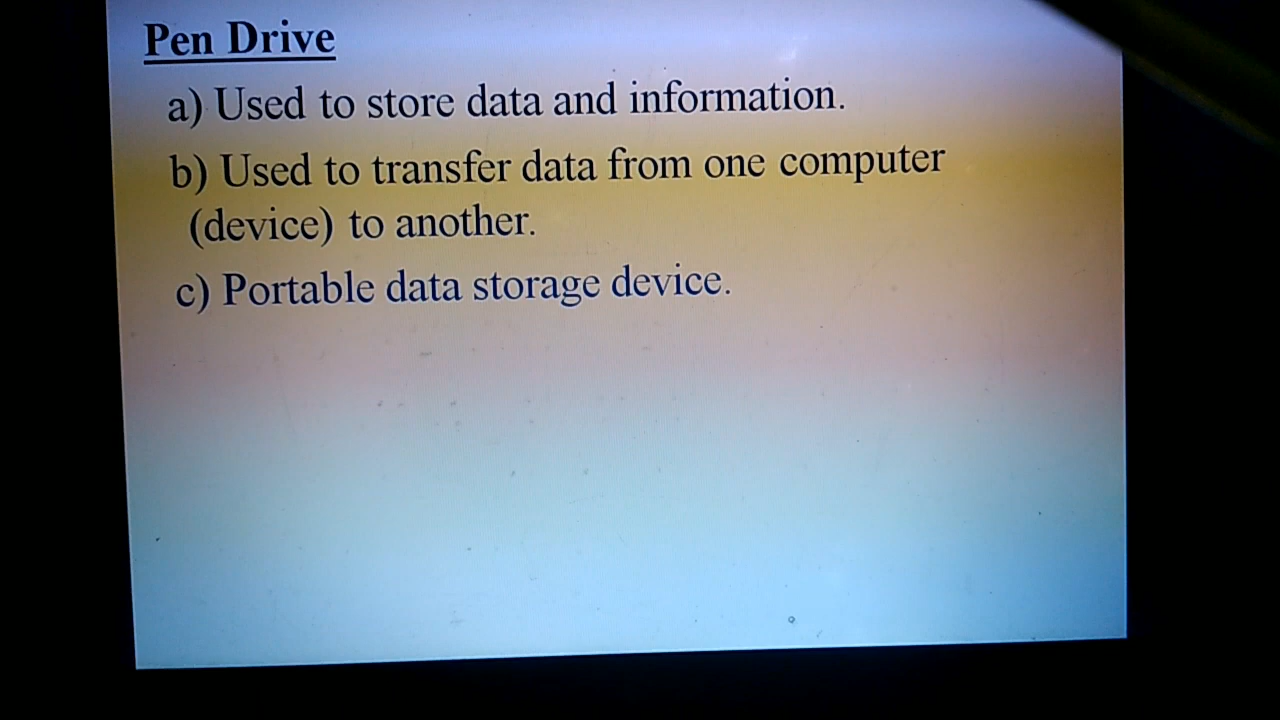 Pen Drive
a) Used to store data and information.
b) Used to transfer data from one computer
(device) to another.
c) Portable data storage device.